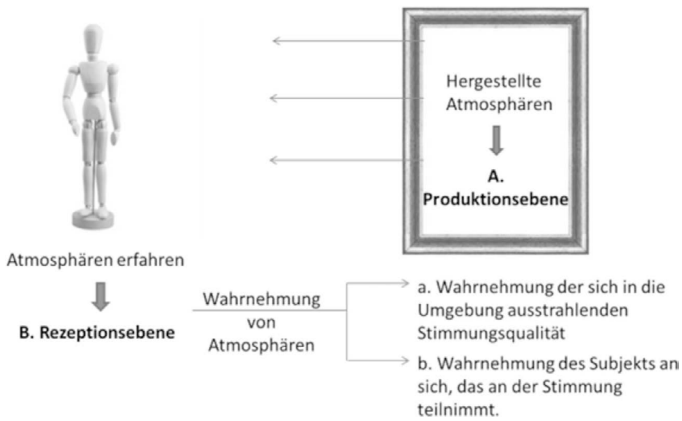 Hergestellte
Atmosphären
A.
Produktionsebene
Atmosphären erfahren
B. Rezeptionsebene
Wahrnehmung
von
Atmosphären
a. Wahrnehmung der sich in die
Umgebung ausstrahlenden
Stimmungsqualität
b. Wahrnehmung des Subjekts an
sich, das an der Stimmung
teilnimmt.